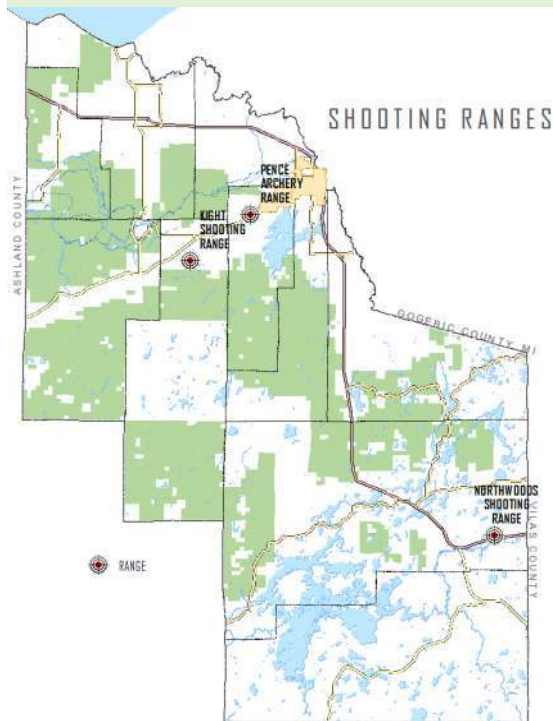 SHOOTING RANGES
PENCE
ARCHERY
RANGE
KIGHT
SHOOTING
RANGE
ASHLAND COUNTY
GOGEBIC COUNTY, MI
NORTHWOODS
SHOOTING
RANGE
VILAS COUNTY
RANGE